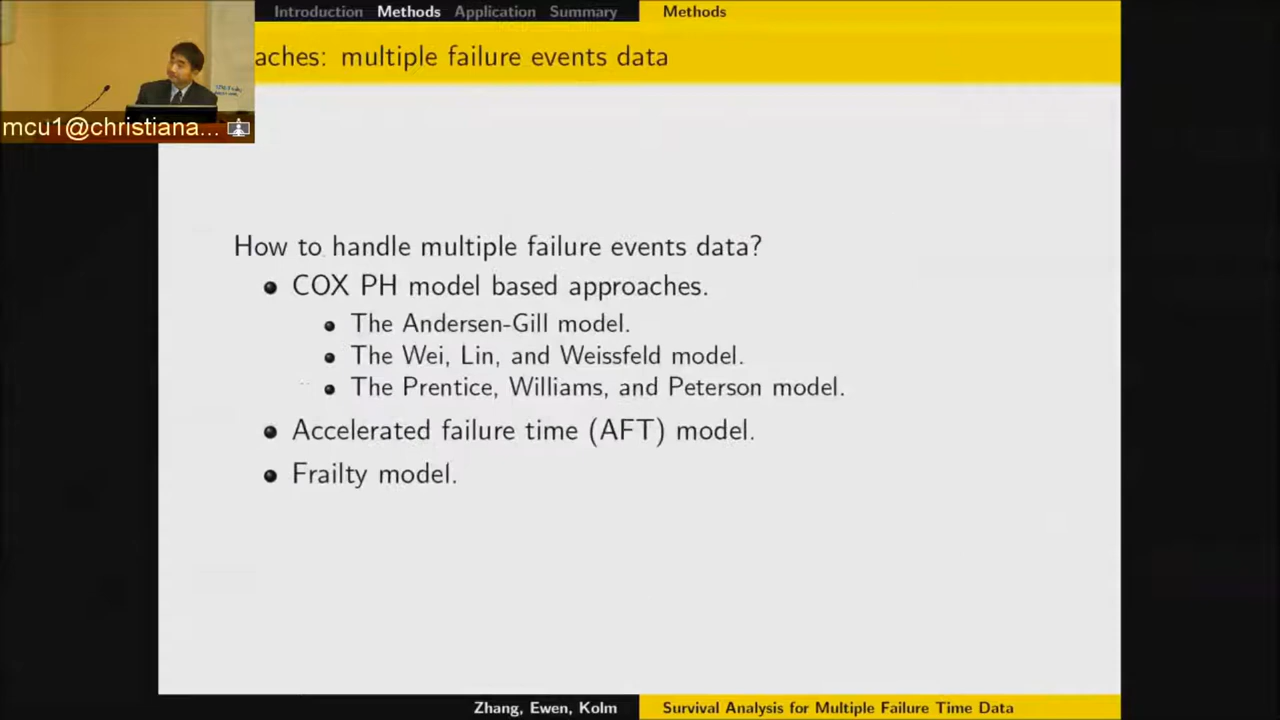 Introduction Methods Application Summary Methods
aches: multiple failure events data
mcu1@christiana...
How to handle multiple failure events data?
COX PH model based approaches.
The Andersen-Gill model.
The Wei, Lin, and Weissfeld model.
The Prentice, Williams, and Peterson model.
Accelerated failure time (AFT) model.
Frailty model.
Zhang, Ewen, Kolm Survival Analysis for Multiple Failure Time Data